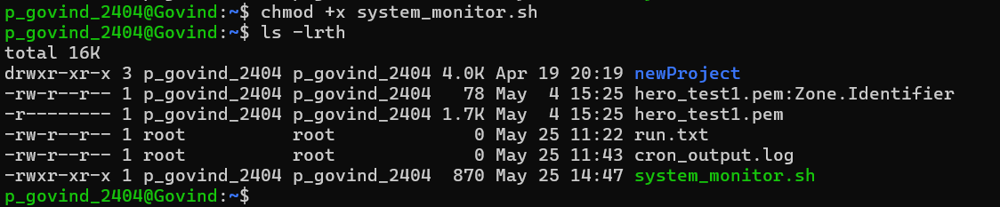 p_govind_2404@Govind:~$ chmod +x system_monitor.sh
p_govind_2404@Govind:~$ ls -lrth
total 16K
drwxr-xr-x 3 p_govind_2404 p_govind_2404 4.0K Apr 19 20:19 newProject
-rw-r--r-- 1 p_govind_2404 p_govind_2404   78 May  4 15:25 hero_test1.pem:Zone.Identifier
-r-------- 1 p_govind_2404 p_govind_2404 1.7K May  4 15:25 hero_test1.pem
-rw-r--r-- 1 root          root             0 May 25 11:22 run.txt
-rw-r--r-- 1 root          root             0 May 25 11:43 cron_output.log
-rwxr-xr-x 1 p_govind_2404 p_govind_2404  870 May 25 14:47 system_monitor.sh
p_govind_2404@Govind:~$